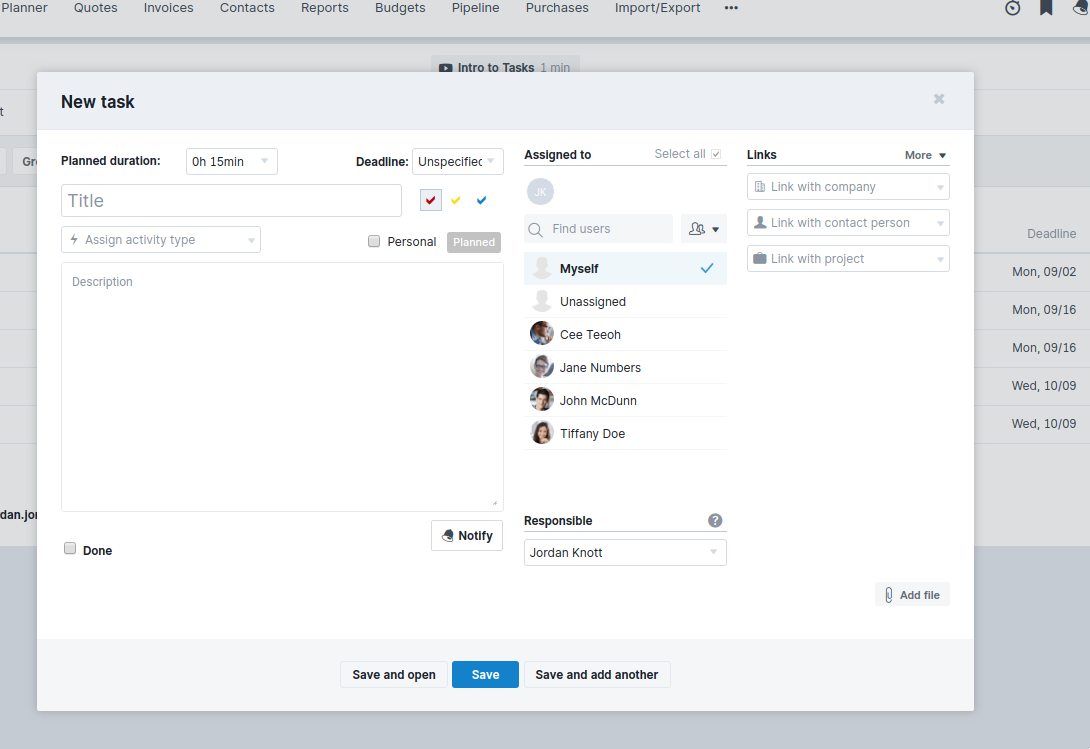 Planner Quotes Invoices Contacts Reports Budgets Pipeline Purchases Import/Export •••
Intro to Tasks 1 min
New task
Planned duration: 0h 15min Deadline: Unspecified
Title
Assign activity type
Personal Planned
Description
Done
Notify
Assigned to Select all
JK
Find users
Myself
Unassigned
Cee Teeoh
Jane Numbers
John McDunn
Tiffany Doe
Responsible ?
Jordan Knott
Links More
Link with company
Link with contact person
Link with project
Add file
Save and open Save Save and add another
Deadline
Mon, 09/02
Mon, 09/16
Mon, 09/16
Wed, 10/09
Wed, 10/09
t
Gr
dan.jor